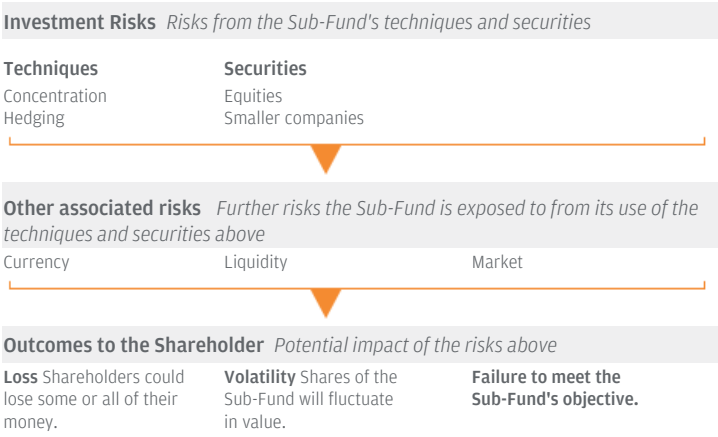 Investment Risks Risks from the Sub-Fund's techniques and securities
Techniques
Concentration
Hedging
Securities
Equities
Smaller companies
Other associated risks Further risks the Sub-Fund is exposed to from its use of the
techniques and securities above
Currency Liquidity Market
Outcomes to the Shareholder Potential impact of the risks above
Loss Shareholders could
lose some or all of their
money.
Volatility Shares of the
Sub-Fund will fluctuate
in value.
Failure to meet the
Sub-Fund's objective.